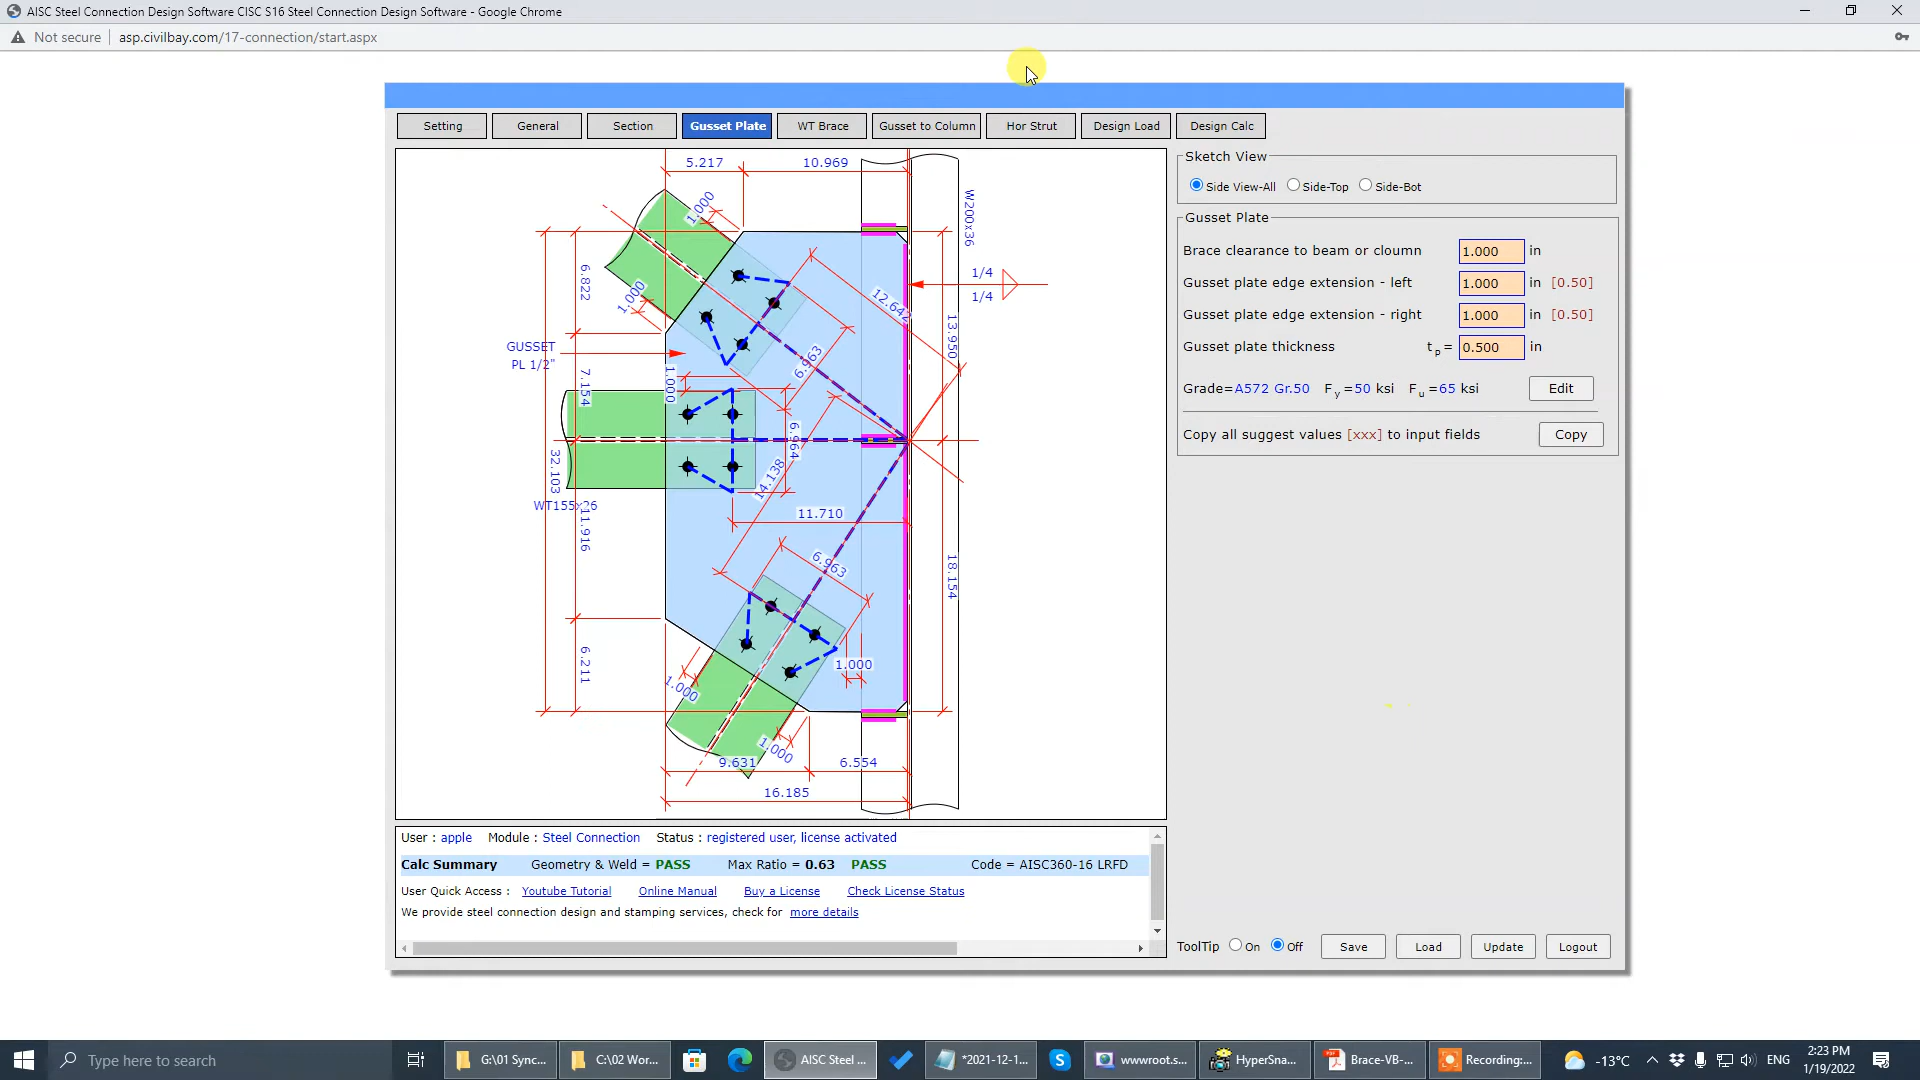 AISC Steel Connection Design Software CISC S16 Steel Connection Design Software - Google Chrome
Not secure asp.civilbay.com/17-connection/start.aspx
Setting General Section Gusset Plate WT Brace Gusset to Column Hor Strut Design Load Design Calc
5.217 10.969
1.000
W200x36
6.822
1.000
12.642
1/4
1/4
13.950
GUSSET
PL 1/2"
6.963
1.000
7.154
6.964
14.138
32.103
WT155x26
11.916
11.710
6.963
18.154
6.211
1.000
1.000
1.000
9.631 6.554
16.185
Sketch View
Side View-All Side-Top Side-Bot
Gusset Plate
Brace clearance to beam or cloumn 1.000 in
Gusset plate edge extension - left 1.000 in [0.50]
Gusset plate edge extension - right 1.000 in [0.50]
Gusset plate thickness tp= 0.500 in
Grade=A572 Gr.50 Fy=50 ksi Fu=65 ksi Edit
Copy all suggest values [xxx] to input fields Copy
User : apple Module : Steel Connection Status : registered user, license activated
Calc Summary Geometry & Weld = PASS Max Ratio = 0.63 PASS Code = AISC360-16 LRFD
User Quick Access : Youtube Tutorial Online Manual Buy a License Check License Status
We provide steel connection design and stamping services, check for more details
ToolTip On Off Save Load Update Logout
Type here to search G:\01 Sync... C:\02 Wor... AISC Steel ... *2021-12-1... wwwroot.s... HyperSna... Brace-VB-... Recording:... -13°C ENG 2:23 PM
1/19/2022